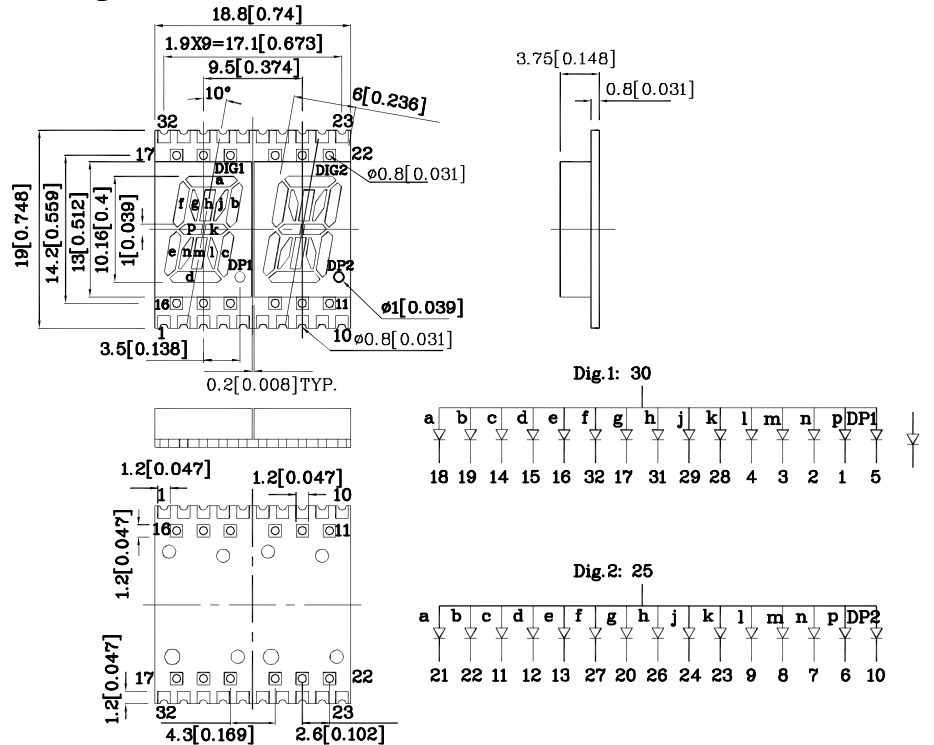 18.8[0.74]
1.9X9=17.1[0.673]
9.5[0.374]
10°
6[0.236]
32
23
17
22
DIG1
DIG2
ø0.8[0.031]
a
f g h j b
p k
e n m l c
d
DP1
DP2
19[0.748]
14.2[0.559]
13[0.512]
10.16[0.4]
1[0.039]
16
11
ø1[0.039]
1
10
ø0.8[0.031]
3.5[0.138]
0.2[0.008]TYP.
3.75[0.148]
0.8[0.031]
Dig.1: 30
a b c d e f g h j k l m n p DP1
18 19 14 15 16 32 17 31 29 28 4 3 2 1 5
1.2[0.047]
1.2[0.047]
1
10
16
11
1.2[0.047]
1.2[0.047]
17
22
32
23
4.3[0.169]
2.6[0.102]
Dig.2: 25
a b c d e f g h j k l m n p DP2
21 22 11 12 13 27 20 26 24 23 9 8 7 6 10